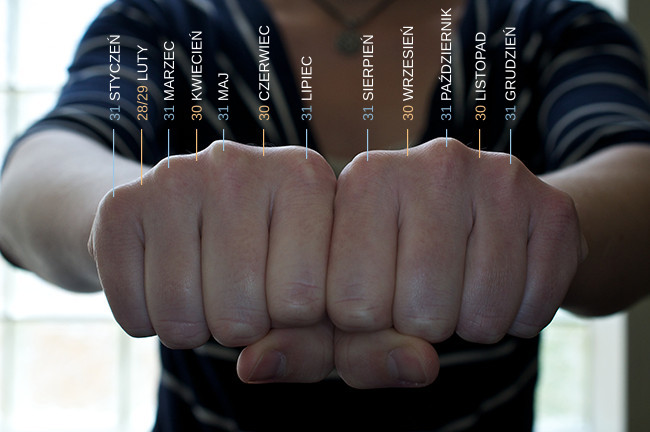 31 STYCZEŃ
28/29 LUTY
31 MARZEC
30 KWIECIEŃ
31 MAJ
30 CZERWIEC
31 LIPIEC
31 SIERPIEŃ
30 WRZESIEŃ
31 PAŹDZIERNIK
30 LISTOPAD
31 GRUDZIEŃ